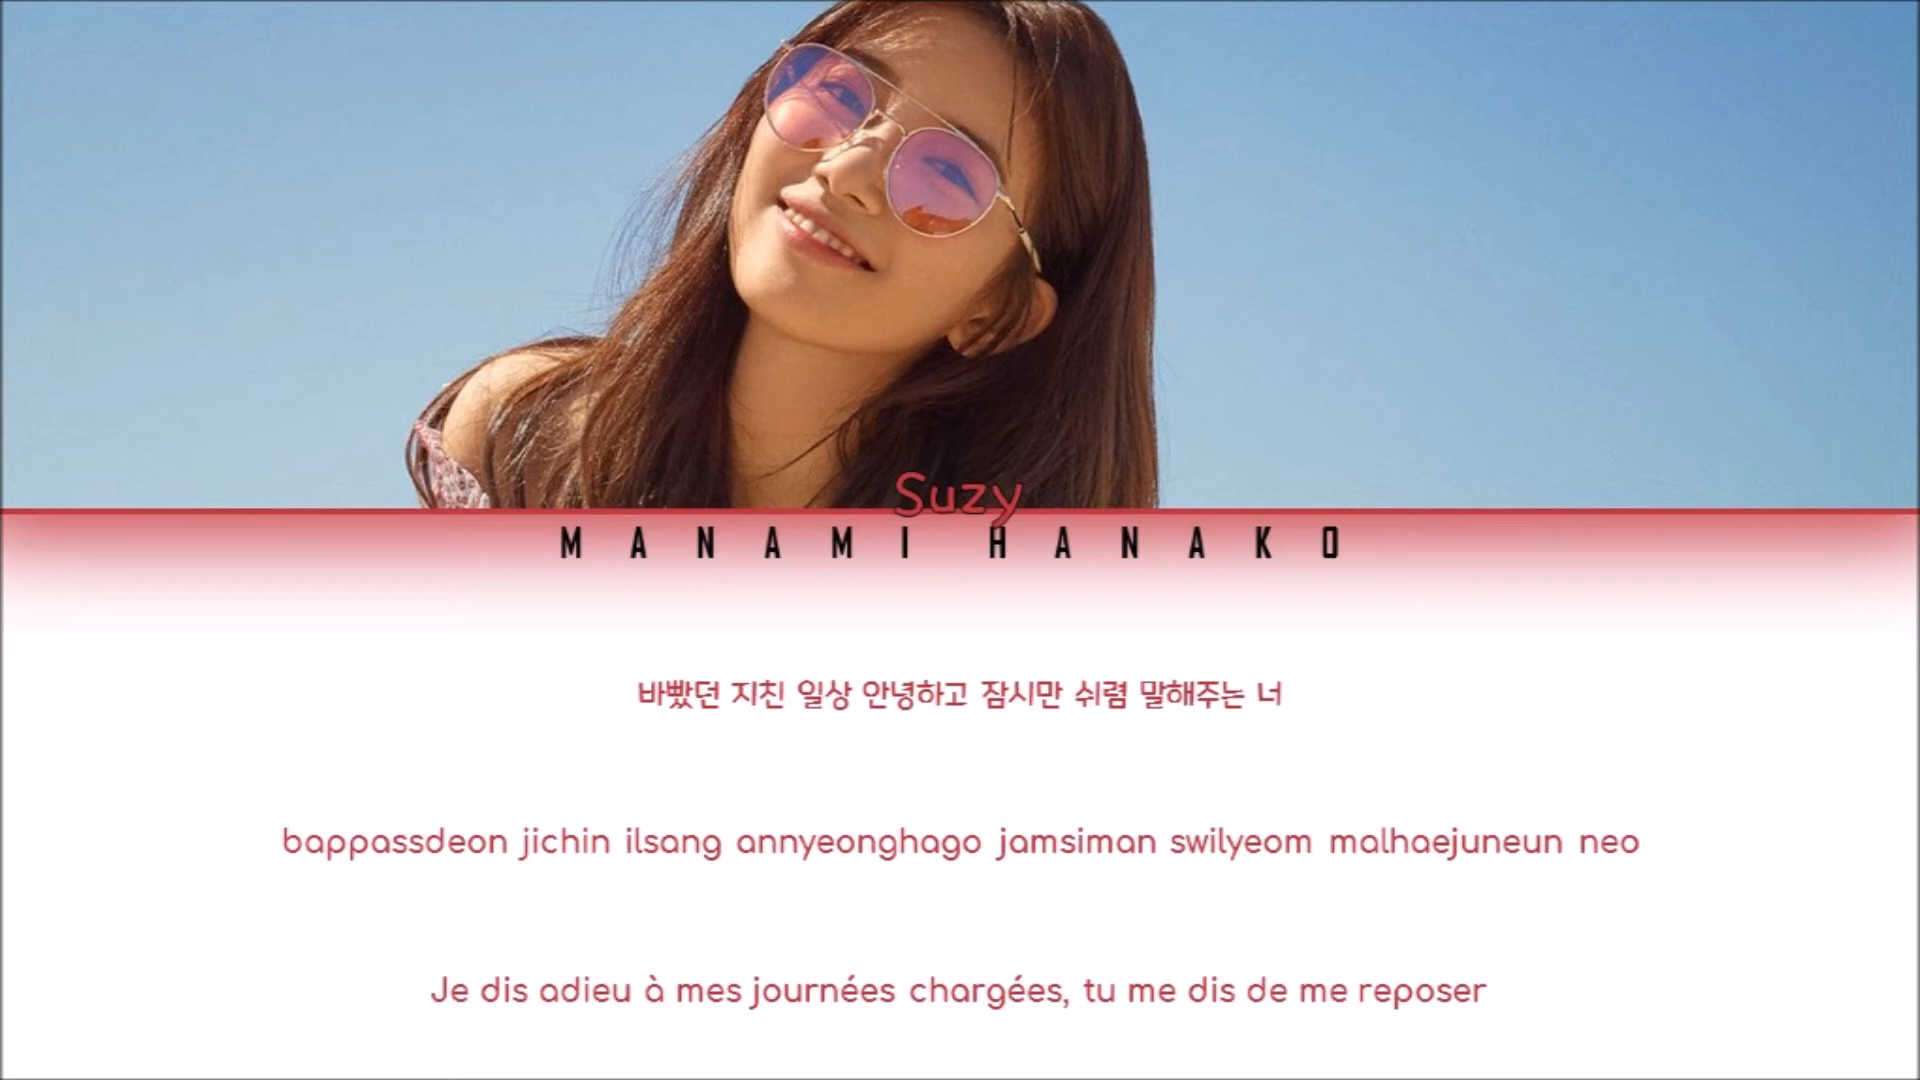 Suzy
MANAMI HANAKO
바빴던 지친 일상 안녕하고 잠시만 쉬렴 말해주는 너
bappassdeon jichin ilsang annyeonghago jamsiman swilyeom malhaejuneun neo
Je dis adieu à mes journées chargées, tu me dis de me reposer